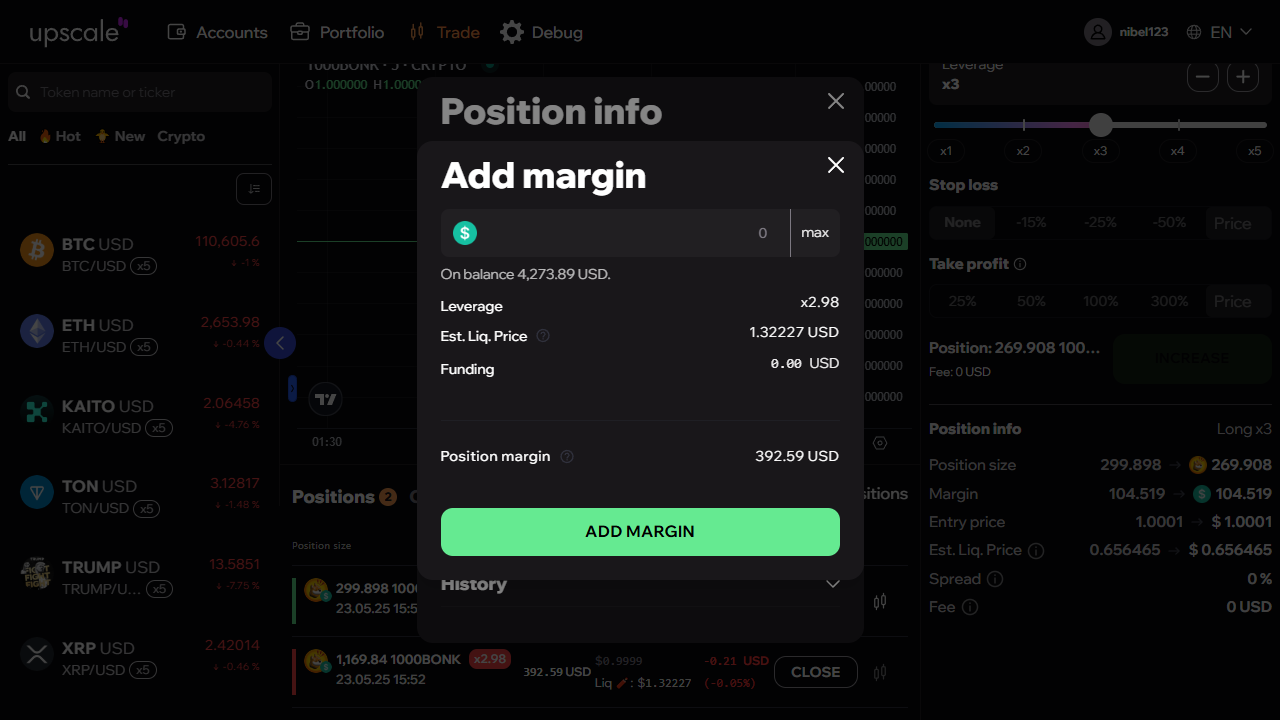 upscale
Accounts
Portfolio
Trade
Debug
nibel123
EN
Token name or ticker
All
Hot
New
Crypto
BTC USD
110,605.6
BTC/USD x5
-1 %
ETH USD
2,653.98
ETH/USD x5
-0.44 %
KAITO USD
2.06458
KAITO/USD x5
-4.76 %
TON USD
3.12817
TON/USD x5
-1.48 %
TRUMP USD
13.5851
TRUMP/U... x5
-7.75 %
XRP USD
2.42014
XRP/USD x5
-0.46 %
1000BONK · 5 · CRYPTO
O1.000000 H1.0000
01:30
Position info
Add margin
0
max
On balance 4,273.89 USD.
Leverage
x2.98
Est. Liq. Price
1.32227 USD
Funding
0.00 USD
Position margin
392.59 USD
ADD MARGIN
History
Positions 2
sitions
Position size
299.898 100
23.05.25 15:5
1,169.84 1000BONK x2.98
23.05.25 15:52
392.59 USD
$0.9999
Liq : $1.32227
-0.21 USD
(-0.05%)
CLOSE
Leverage
x3
x1
x2
x3
x4
x5
Stop loss
None
-15%
-25%
-50%
Price
Take profit
25%
50%
100%
300%
Price
Position: 269.908 100...
Fee: 0 USD
INCREASE
Position info
Long x3
Position size
299.898 → 269.908
Margin
104.519 → 104.519
Entry price
1.0001 → $ 1.0001
Est. Liq. Price
0.656465 → $ 0.656465
Spread
0 %
Fee
0 USD